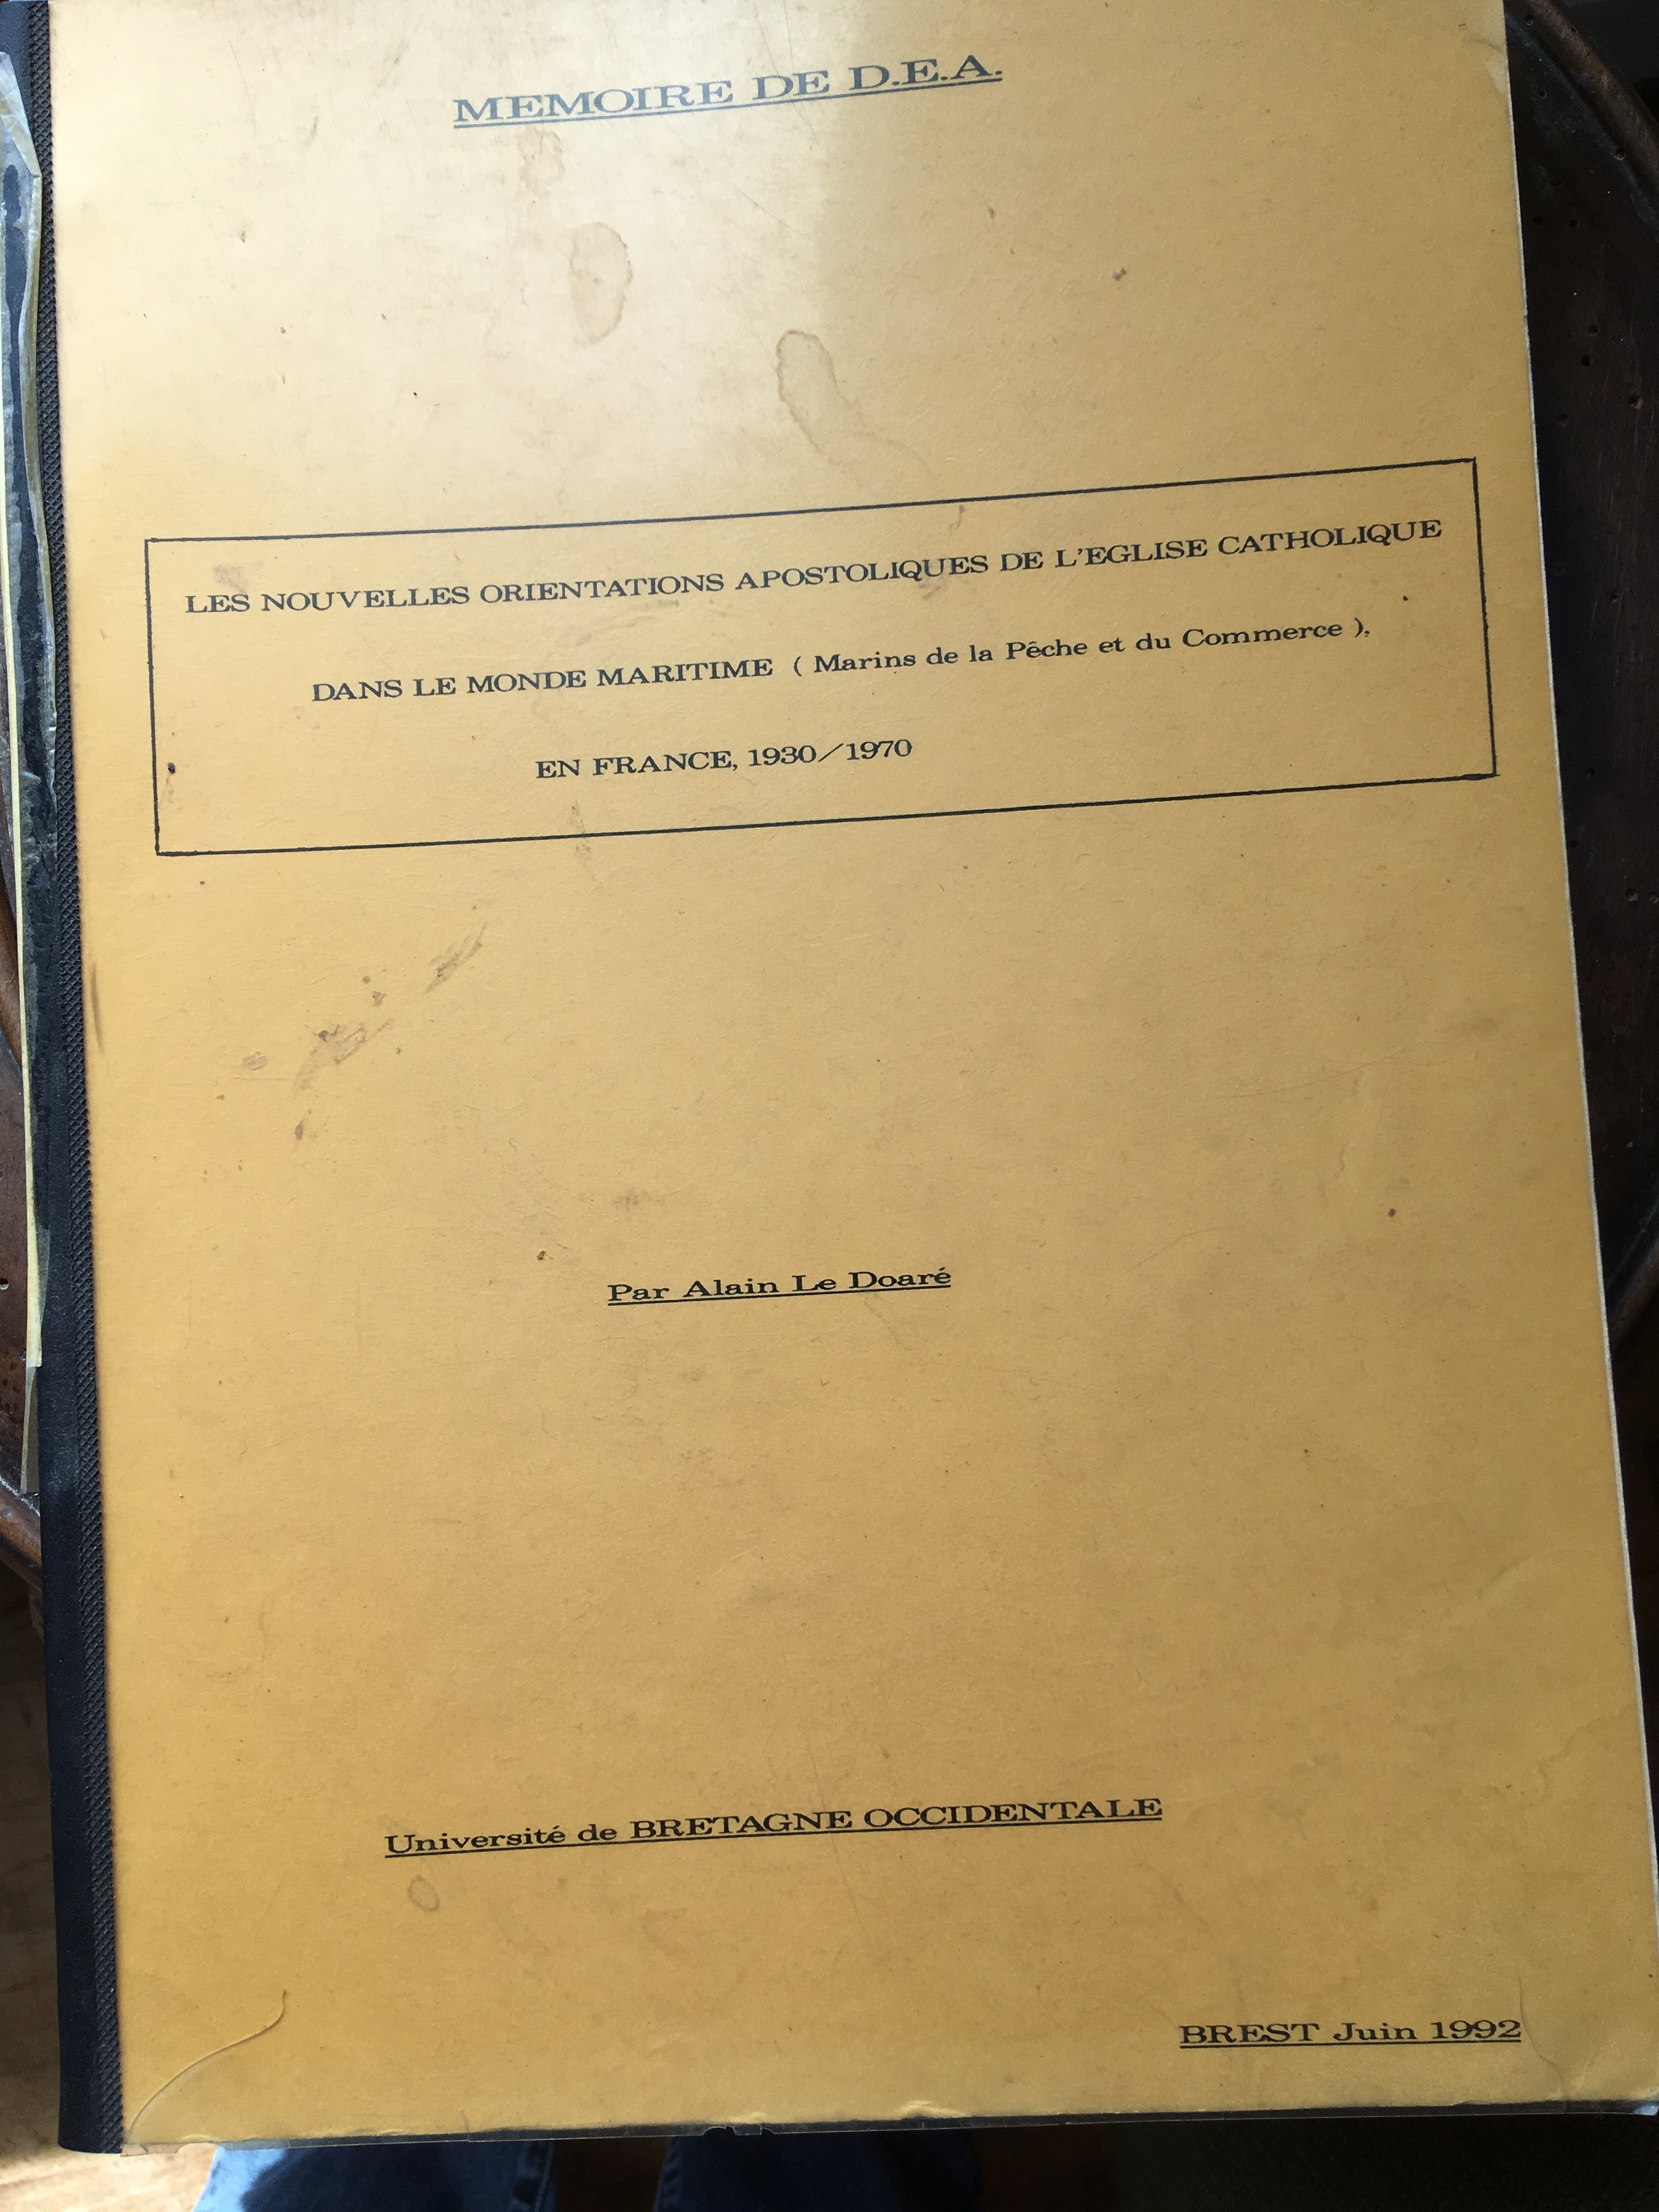 MEMOIRE DE D.E.A.
LES NOUVELLES ORIENTATIONS APOSTOLIQUES DE L'EGLISE CATHOLIQUE
DANS LE MONDE MARITIME ( Marins de la Pêche et du Commerce ),
EN FRANCE, 1930/1970
Par Alain Le Doaré
Université de BRETAGNE OCCIDENTALE
BREST Juin 1992